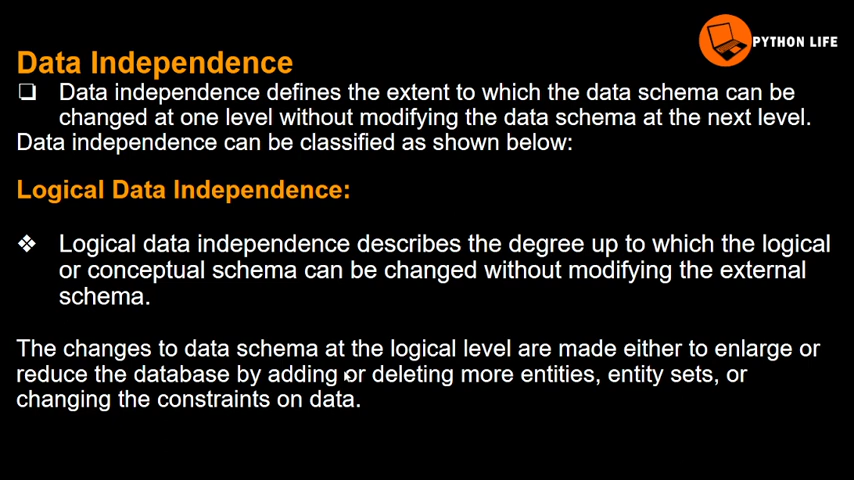 PYTHON LIFE
Data Independence
❑ Data independence defines the extent to which the data schema can be
changed at one level without modifying the data schema at the next level.
Data independence can be classified as shown below:
Logical Data Independence:
❖ Logical data independence describes the degree up to which the logical
or conceptual schema can be changed without modifying the external
schema.
The changes to data schema at the logical level are made either to enlarge or
reduce the database by adding or deleting more entities, entity sets, or
changing the constraints on data.